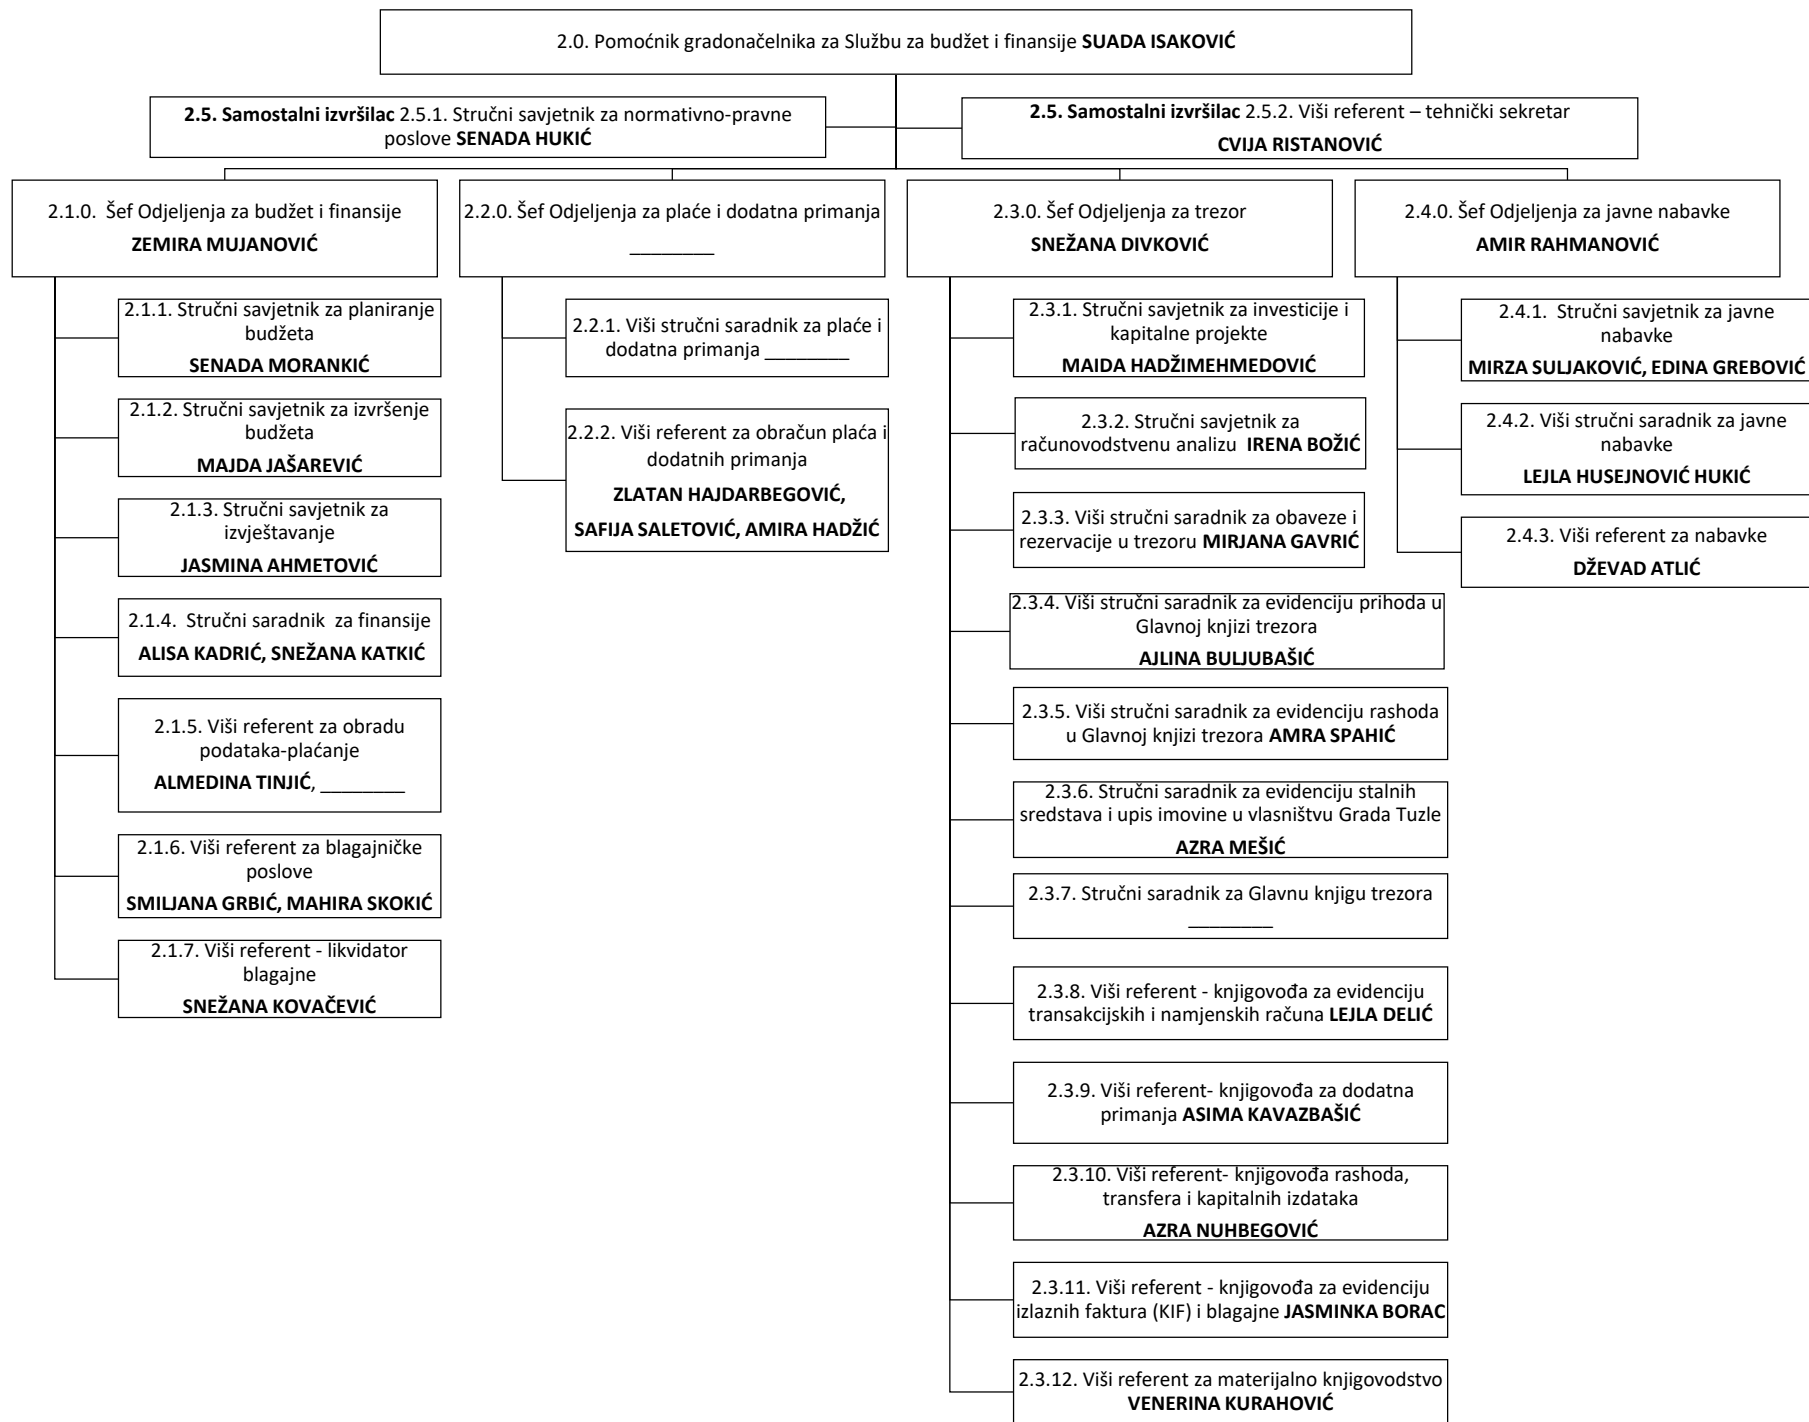 2.0. Pomoćnik gradonačelnika za Službu za budžet i finansije SUADA ISAKOVIĆ
2.5. Samostalni izvršilac 2.5.1. Stručni savjetnik za normativno-pravne
poslove SENADA HUKIĆ
2.5. Samostalni izvršilac 2.5.2. Viši referent – tehnički sekretar
CVIJA RISTANOVIĆ
2.1.0. Šef Odjeljenja za budžet i finansije
ZEMIRA MUJANOVIĆ
2.1.1. Stručni savjetnik za planiranje
budžeta
SENADA MORANKIĆ
2.1.2. Stručni savjetnik za izvršenje
budžeta
MAJDA JAŠAREVIĆ
2.1.3. Stručni savjetnik za
izvještavanje
JASMINA AHMETOVIĆ
2.1.4. Stručni saradnik za finansije
ALISA KADRIĆ, SNEŽANA KATKIĆ
2.1.5. Viši referent za obradu
podataka-plaćanje
ALMEDINA TINJIĆ, ________
2.1.6. Viši referent za blagajničke
poslove
SMILJANA GRBIĆ, MAHIRA SKOKIĆ
2.1.7. Viši referent - likvidator
blagajne
SNEŽANA KOVAČEVIĆ
2.2.0. Šef Odjeljenja za plaće i dodatna primanja
________
2.2.1. Viši stručni saradnik za plaće i
dodatna primanja ________
2.2.2. Viši referent za obračun plaća i
dodatnih primanja
ZLATAN HAJDARBEGOVIĆ,
SAFIJA SALETOVIĆ, AMIRA HADŽIĆ
2.3.0. Šef Odjeljenja za trezor
SNEŽANA DIVKOVIĆ
2.3.1. Stručni savjetnik za investicije i
kapitalne projekte
MAIDA HADŽIMEHMEDOVIĆ
2.3.2. Stručni savjetnik za
računovodstvenu analizu IRENA BOŽIĆ
2.3.3. Viši stručni saradnik za obaveze i
rezervacije u trezoru MIRJANA GAVRIĆ
2.3.4. Viši stručni saradnik za evidenciju prihoda u
Glavnoj knjizi trezora
AJLINA BULJUBAŠIĆ
2.3.5. Viši stručni saradnik za evidenciju rashoda
u Glavnoj knjizi trezora AMRA SPAHIĆ
2.3.6. Stručni saradnik za evidenciju stalnih
sredstava i upis imovine u vlasništvu Grada Tuzle
AZRA MEŠIĆ
2.3.7. Stručni saradnik za Glavnu knjigu trezora
________
2.3.8. Viši referent - knjigovođa za evidenciju
transakcijskih i namjenskih računa LEJLA DELIĆ
2.3.9. Viši referent- knjigovođa za dodatna
primanja ASIMA KAVAZBAŠIĆ
2.3.10. Viši referent- knjigovođa rashoda,
transfera i kapitalnih izdataka
AZRA NUHBEGOVIĆ
2.3.11. Viši referent - knjigovođa za evidenciju
izlaznih faktura (KIF) i blagajne JASMINKA BORAC
2.3.12. Viši referent za materijalno knjigovodstvo
VENERINA KURAHOVIĆ
2.4.0. Šef Odjeljenja za javne nabavke
AMIR RAHMANOVIĆ
2.4.1. Stručni savjetnik za javne
nabavke
MIRZA SULJAKOVIĆ, EDINA GREBOVIĆ
2.4.2. Viši stručni saradnik za javne
nabavke
LEJLA HUSEJNOVIĆ HUKIĆ
2.4.3. Viši referent za nabavke
DŽEVAD ATLIĆ